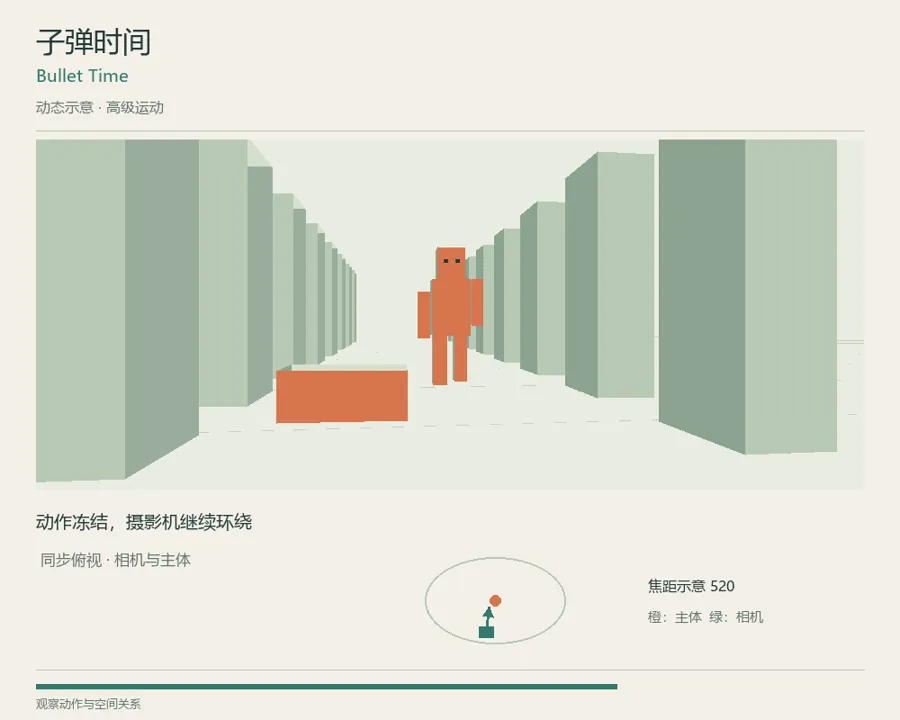 子弹时间
Bullet Time
动态示意 · 高级运动
动作冻结，摄影机继续环绕
同步俯视 · 相机与主体
焦距示意 520
橙：主体 绿：相机
观察动作与空间关系